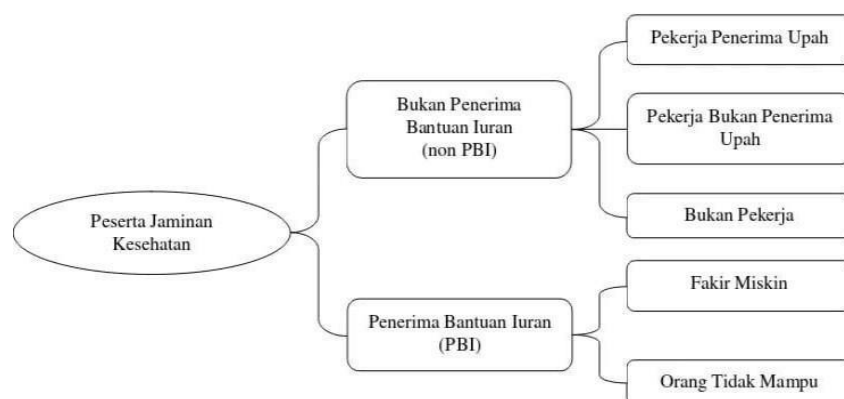 Peserta Jaminan
Kesehatan
Bukan Penerima
Bantuan Iuran
(non PBI)
Pekerja Penerima Upah
Pekerja Bukan Penerima
Upah
Bukan Pekerja
Penerima Bantuan Iuran
(PBI)
Fakir Miskin
Orang Tidak Mampu